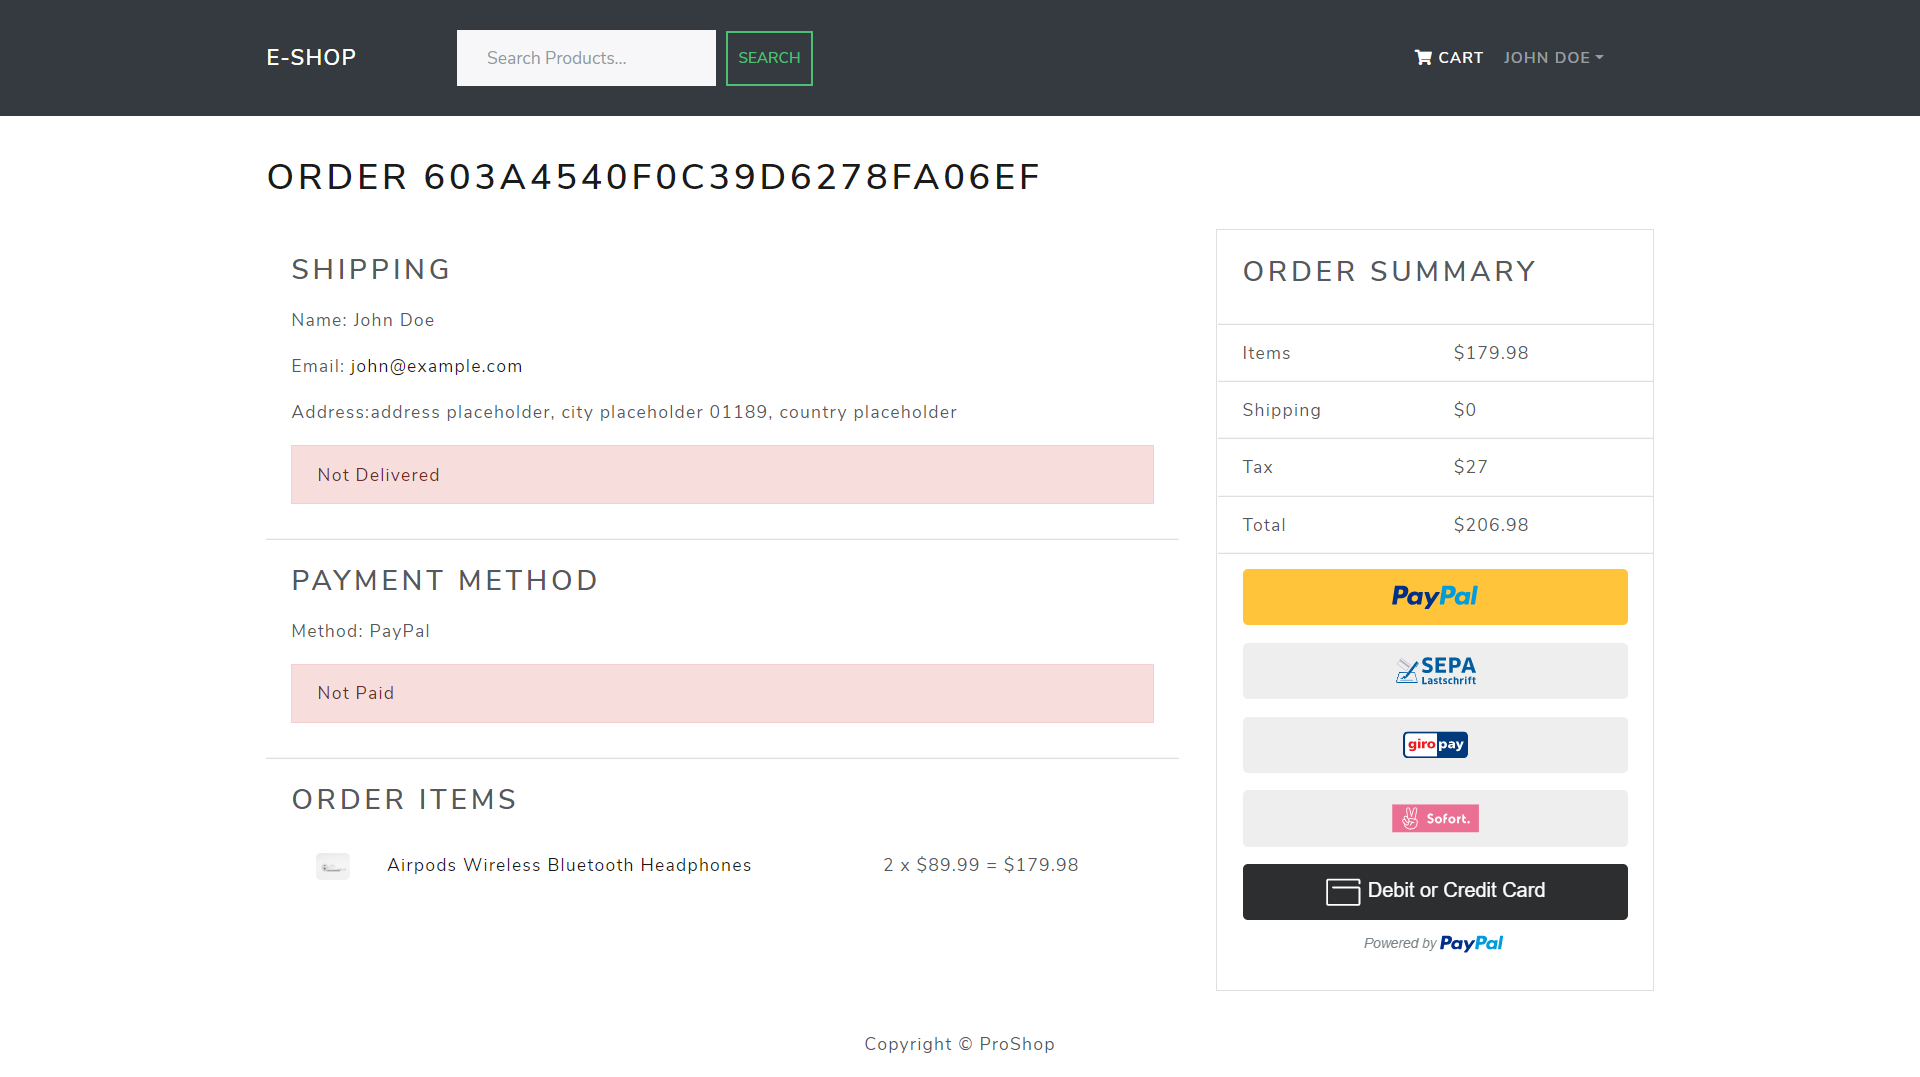 E-SHOP
Search Products...
SEARCH
CART
JOHN DOE
ORDER 603A4540F0C39D6278FA06EF
SHIPPING
Name: John Doe
Email: john@example.com
Address:address placeholder, city placeholder 01189, country placeholder
Not Delivered
PAYMENT METHOD
Method: PayPal
Not Paid
ORDER ITEMS
Airpods Wireless Bluetooth Headphones 2 x $89.99 = $179.98
ORDER SUMMARY
Items $179.98
Shipping $0
Tax $27
Total $206.98
PayPal
SEPA
Lastschrift
giropay
Sofort.
Debit or Credit Card
Powered by PayPal
Copyright © ProShop